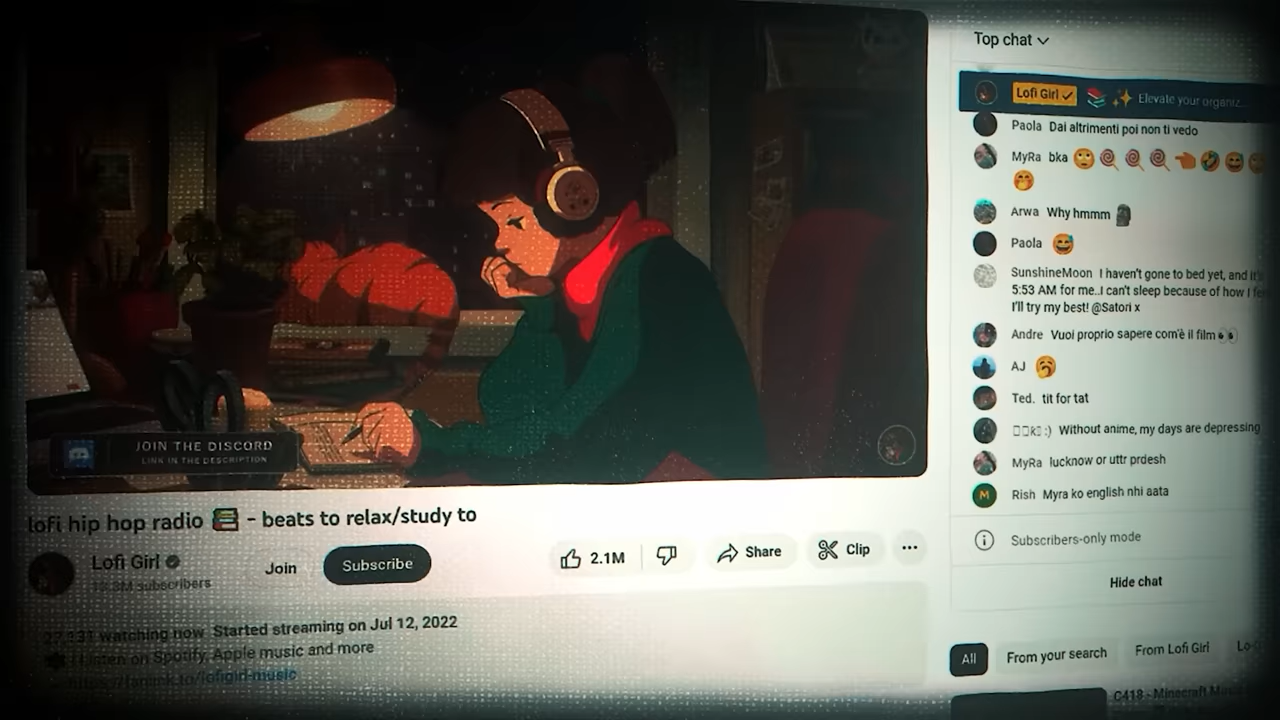 Top chat
Lofi Girl Elevate your organiz...
Paola Dai altrimenti poi non ti vedo
MyRa bka
Arwa Why hmmm
Paola
SunshineMoon I haven't gone to bed yet, and it's
5:53 AM for me..I can't sleep because of how I
I'll try my best! @Satori x
Andre Vuoi proprio sapere com'è il film
AJ
Ted. tit for tat
:) Without anime, my days are depressing
MyRa lucknow or uttr prdesh
M
Rish Myra ko english nhi aata
Subscribers-only mode
Hide chat
JOIN THE DISCORD
LINK IN THE DESCRIPTION
lofi hip hop radio 📚 - beats to relax/study to
Lofi Girl
subscribers
Join
Subscribe
2.1M
Share
Clip
watching now Started streaming on Jul 12, 2022
Listen on Spotify, Apple music and more
All
From your search
From Lofi Girl
C418 - Minecraft